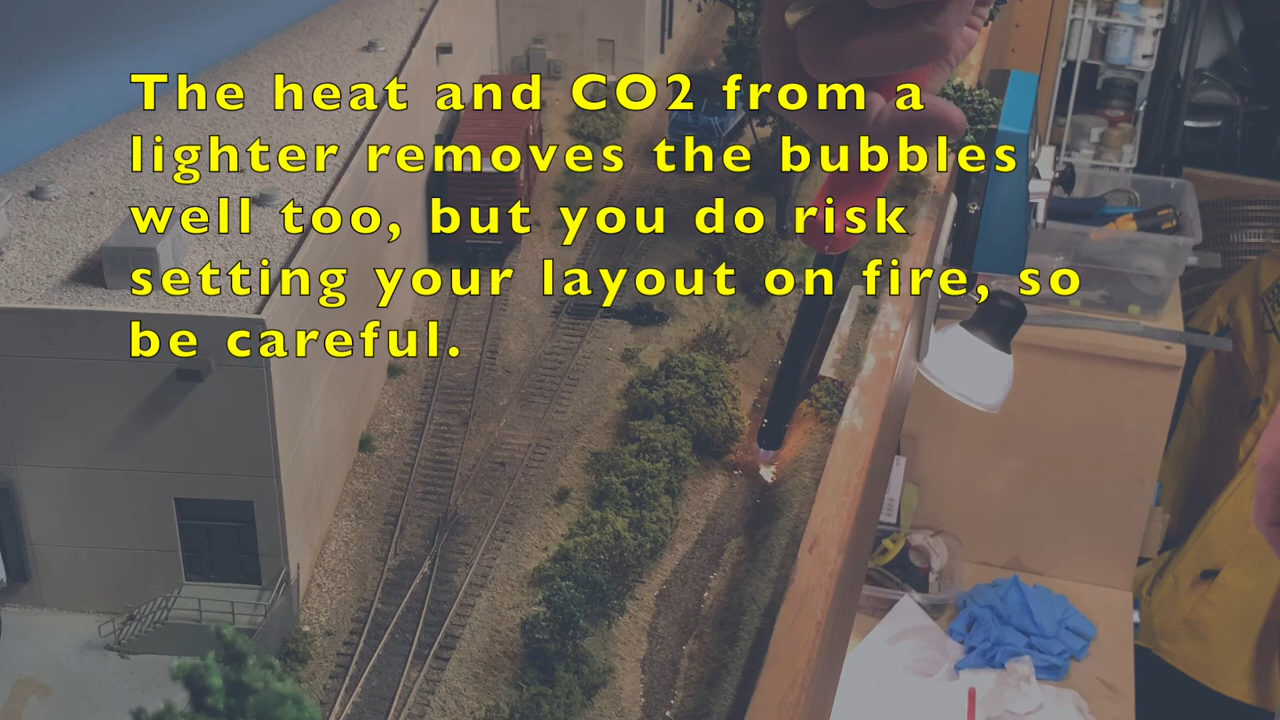 The heat and CO2 from a
lighter removes the bubbles
well too, but you do risk
setting your layout on fire, so
be careful.